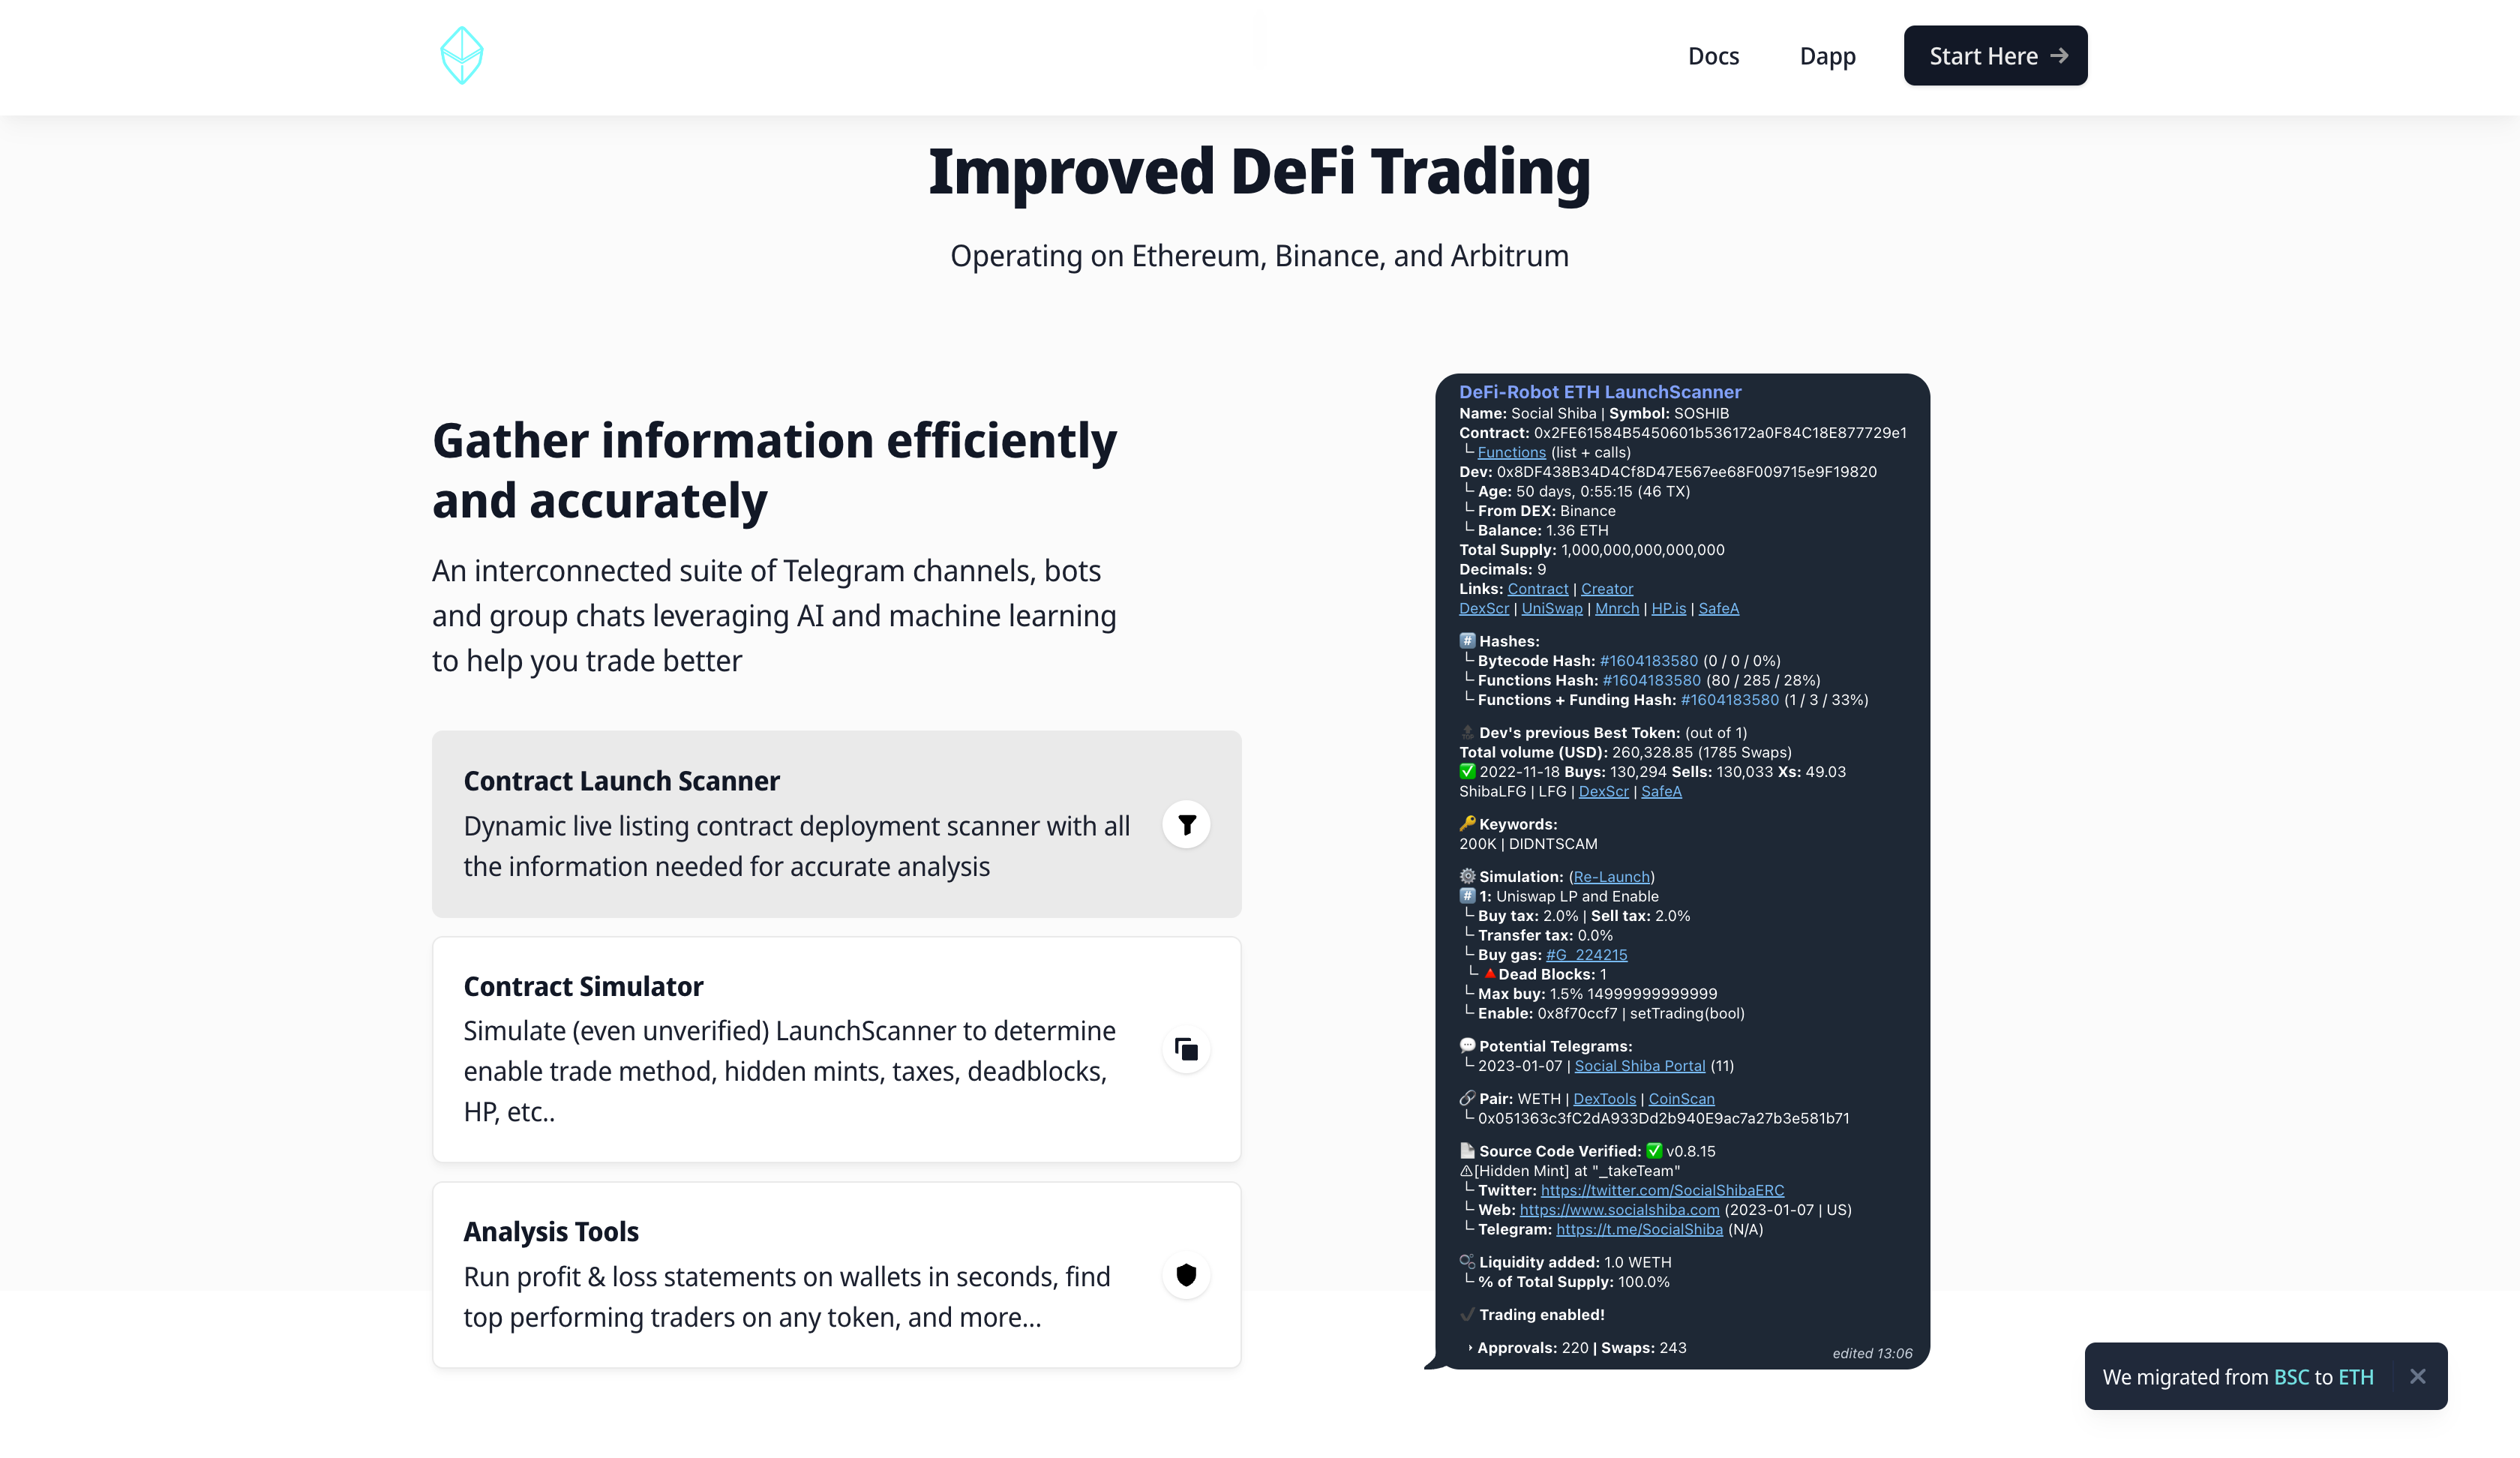 Docs
Dapp
Start Here →
Improved DeFi Trading
Operating on Ethereum, Binance, and Arbitrum
Gather information efficiently
and accurately
An interconnected suite of Telegram channels, bots
and group chats leveraging AI and machine learning
to help you trade better
Contract Launch Scanner
Dynamic live listing contract deployment scanner with all
the information needed for accurate analysis
Contract Simulator
Simulate (even unverified) LaunchScanner to determine
enable trade method, hidden mints, taxes, deadblocks,
HP, etc..
Analysis Tools
Run profit & loss statements on wallets in seconds, find
top performing traders on any token, and more...
DeFi-Robot ETH LaunchScanner
Name: Social Shiba | Symbol: SOSHIB
Contract: 0x2FE61584B5450601b536172a0F84C18E877729e1
└ Functions (list + calls)
Dev: 0x8DF438B34D4Cf8D47E567ee68F009715e9F19820
└ Age: 50 days, 0:55:15 (46 TX)
└ From DEX: Binance
└ Balance: 1.36 ETH
Total Supply: 1,000,000,000,000,000
Decimals: 9
Links: Contract | Creator
DexScr | UniSwap | Mnrch | HP.is | SafeA
#️⃣ Hashes:
└ Bytecode Hash: #1604183580 (0 / 0 / 0%)
└ Functions Hash: #1604183580 (80 / 285 / 28%)
└ Functions + Funding Hash: #1604183580 (1 / 3 / 33%)
🔝 Dev's previous Best Token: (out of 1)
Total volume (USD): 260,328.85 (1785 Swaps)
✅ 2022-11-18 Buys: 130,294 Sells: 130,033 Xs: 49.03
ShibaLFG | LFG | DexScr | SafeA
🔑 Keywords:
200K | DIDNTSCAM
⚙️ Simulation: (Re-Launch)
#️⃣ 1: Uniswap LP and Enable
└ Buy tax: 2.0% | Sell tax: 2.0%
└ Transfer tax: 0.0%
└ Buy gas: #G_224215
└ 🔺Dead Blocks: 1
└ Max buy: 1.5% 14999999999999
└ Enable: 0x8f70ccf7 | setTrading(bool)
💬 Potential Telegrams:
└ 2023-01-07 | Social Shiba Portal (11)
🔗 Pair: WETH | DexTools | CoinScan
└ 0x051363c3fC2dA933Dd2b940E9ac7a27b3e581b71
📄 Source Code Verified: ✅ v0.8.15
⚠[Hidden Mint] at "_takeTeam"
└ Twitter: https://twitter.com/SocialShibaERC
└ Web: https://www.socialshiba.com (2023-01-07 | US)
└ Telegram: https://t.me/SocialShiba (N/A)
🫧 Liquidity added: 1.0 WETH
└ % of Total Supply: 100.0%
✔️ Trading enabled!
‣ Approvals: 220 | Swaps: 243
edited 13:06
We migrated from BSC to ETH